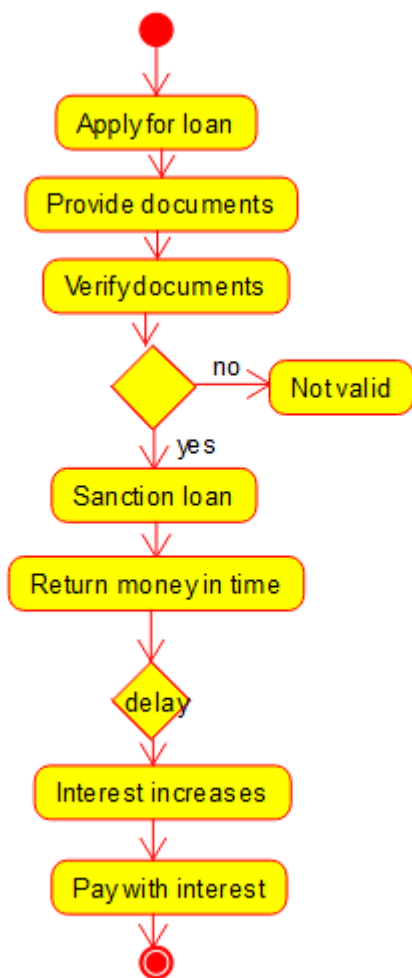 Apply for loan
Provide documents
Verify documents
no
Not valid
yes
Sanction loan
Return money in time
delay
Interest increases
Pay with interest